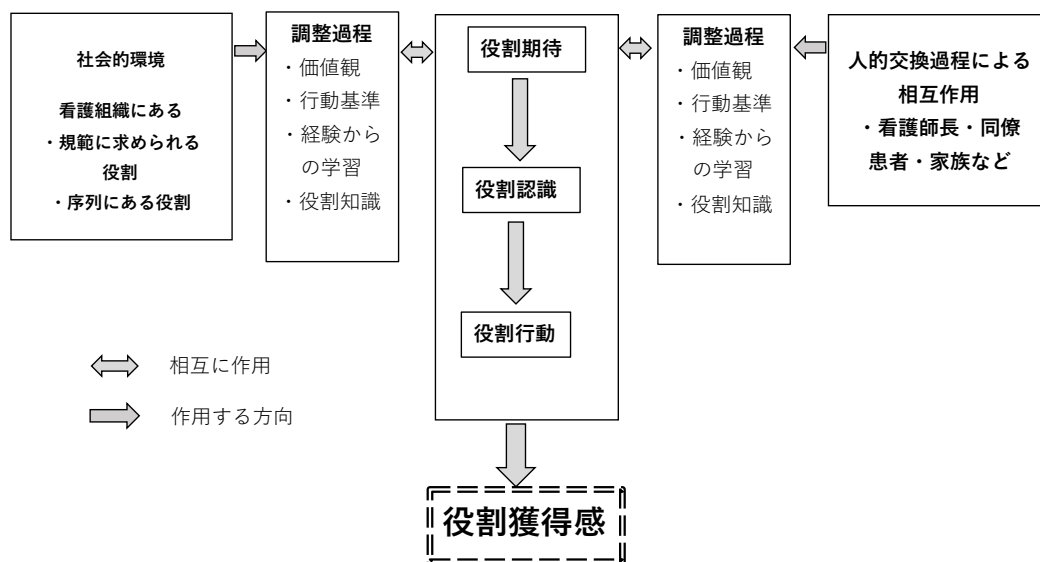 社会的環境
看護組織にある
・規範に求められる
役割
・序列にある役割
調整過程
・価値観
・行動基準
・経験から
の学習
・役割知識
役割期待
役割認識
役割行動
調整過程
・価値観
・行動基準
・経験から
の学習
・役割知識
人的交換過程による
相互作用
・看護師長・同僚
患者・家族など
相互に作用
作用する方向
役割獲得感